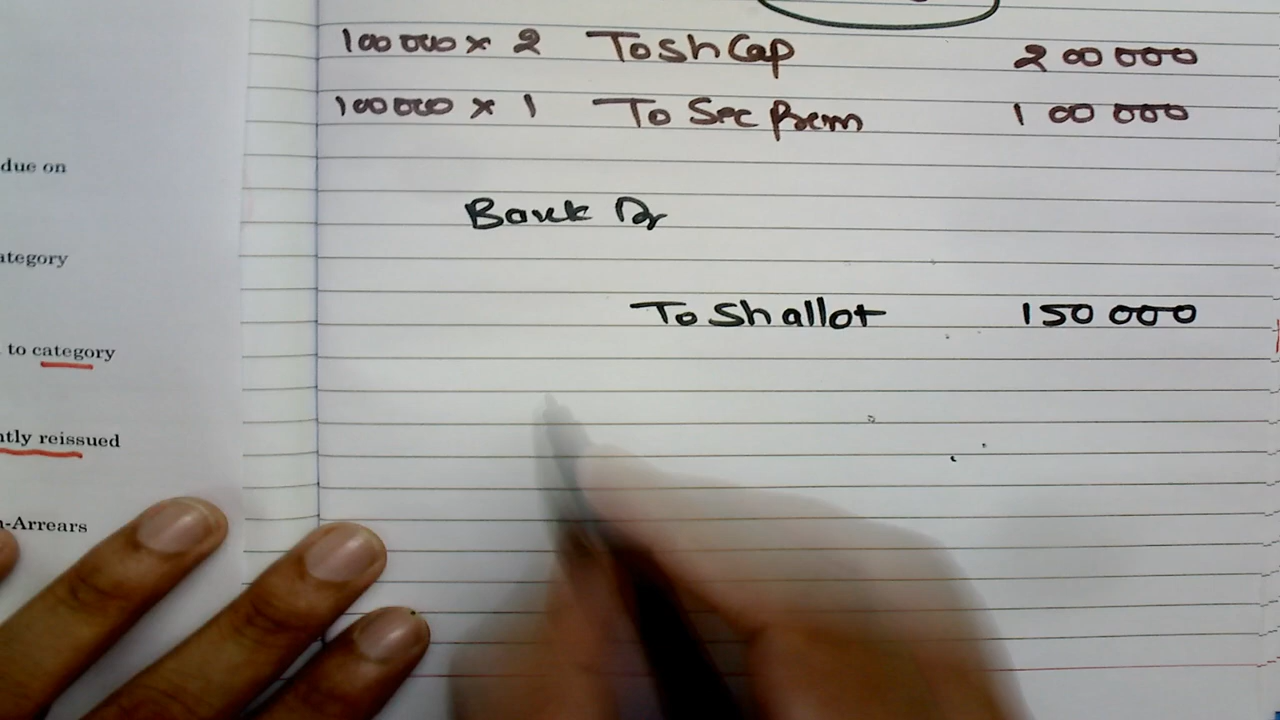 100000 × 2 To sh Cap 200000
100000 × 1 To Sec Prem 100000
due on
Bank Dr
ategory
To Sh allot 150000
to category
ntly reissued
-Arrears